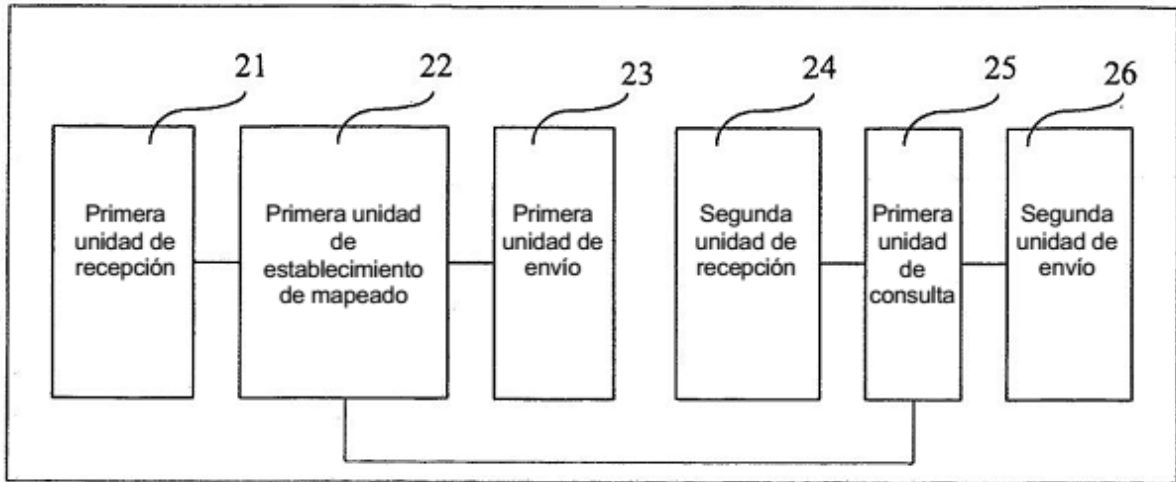 21
22
23
24
25
26
Primera
unidad de
recepción
Primera unidad
de
establecimiento
de mapeado
Primera
unidad de
envío
Segunda
unidad de
recepción
Primera
unidad
de
consulta
Segunda
unidad de
envío